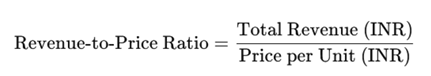 Revenue-to-Price Ratio = Total Revenue (INR)
Price per Unit (INR)